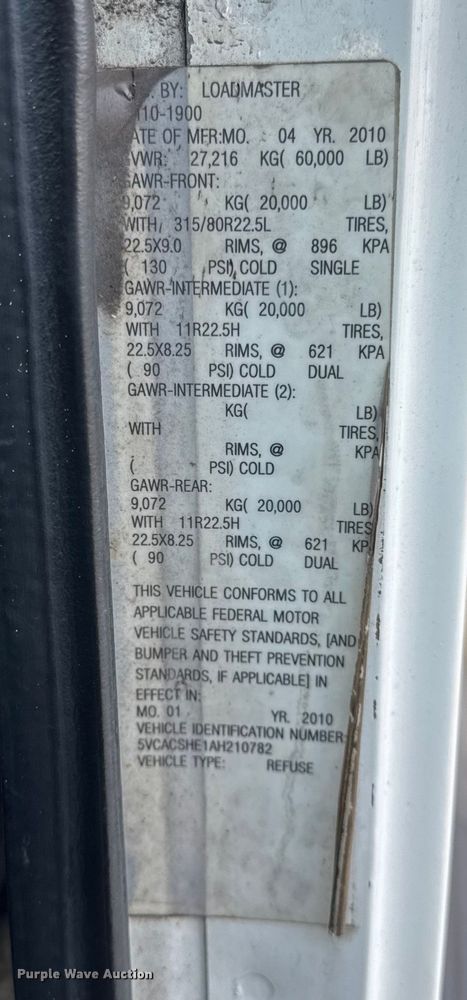 BY: LOADMASTER
10-1900
ATE OF MFR:MO. 04 YR. 2010
VWR: 27,216 KG( 60,000 LB)
GAWR-FRONT:
9,072 KG( 20,000 LB)
WITH 315/80R22.5L TIRES,
22.5X9.0 RIMS, @ 896 KPA
( 130 PSI) COLD SINGLE
GAWR-INTERMEDIATE (1):
9,072 KG( 20,000 LB)
WITH 11R22.5H TIRES,
22.5X8.25 RIMS, @ 621 KPA
( 90 PSI) COLD DUAL
GAWR-INTERMEDIATE (2):
KG( LB)
WITH TIRES,
RIMS, @ KPA
( PSI) COLD
GAWR-REAR:
9,072 KG( 20,000 LB)
WITH 11R22.5H TIRES
22.5X8.25 RIMS, @ 621 KP
( 90 PSI) COLD DUAL
THIS VEHICLE CONFORMS TO ALL
APPLICABLE FEDERAL MOTOR
VEHICLE SAFETY STANDARDS, [AND
BUMPER AND THEFT PREVENTION
STANDARDS, IF APPLICABLE] IN
EFFECT IN:
MO. 01 YR. 2010
VEHICLE IDENTIFICATION NUMBER:
5VCACSHE1AH210782
VEHICLE TYPE: REFUSE
Purple Wave Auction